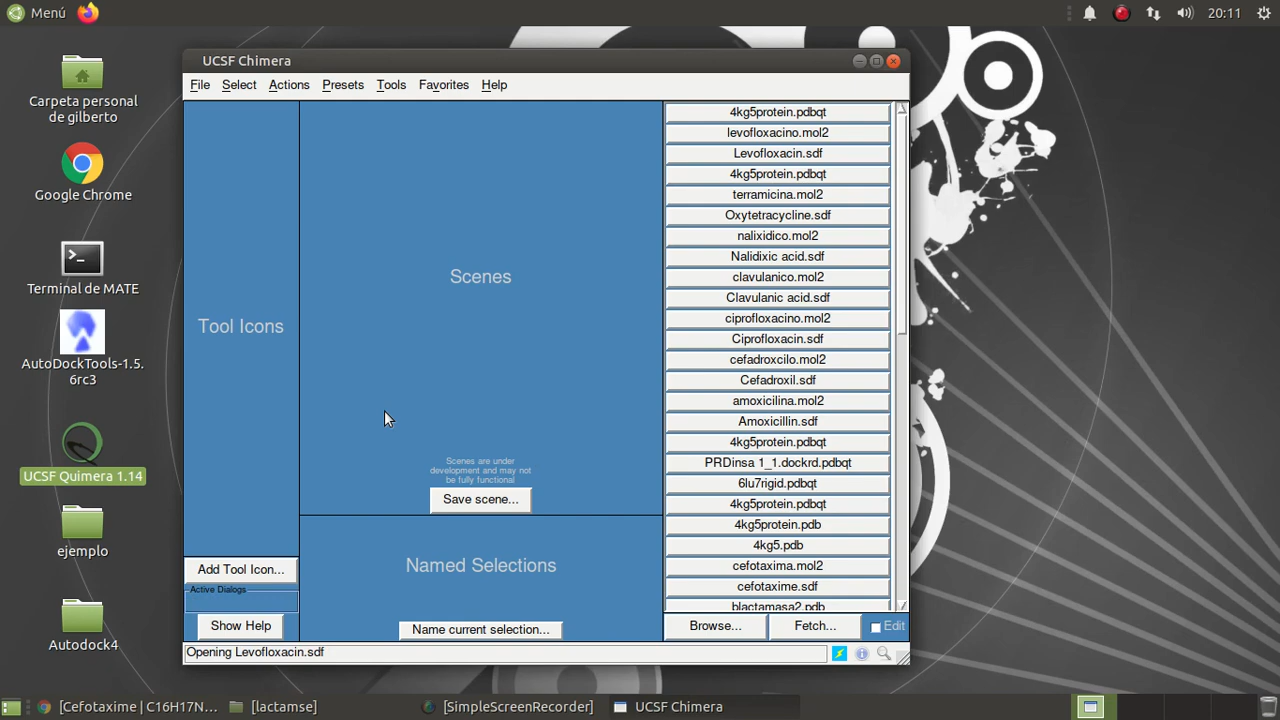 Menú
20:11
Carpeta personal
de gilberto
Google Chrome
Terminal de MATE
AutoDockTools-1.5.
6rc3
UCSF Quimera 1.14
ejemplo
Autodock4
UCSF Chimera
File Select Actions Presets Tools Favorites Help
Tool Icons
Add Tool Icon...
Active Dialogs
Show Help
Scenes
Scenes are under
development and may not
be fully functional
Save scene...
Named Selections
Name current selection...
4kg5protein.pdbqt
levofloxacino.mol2
Levofloxacin.sdf
4kg5protein.pdbqt
terramicina.mol2
Oxytetracycline.sdf
nalixidico.mol2
Nalidixic acid.sdf
clavulanico.mol2
Clavulanic acid.sdf
ciprofloxacino.mol2
Ciprofloxacin.sdf
cefadroxcilo.mol2
Cefadroxil.sdf
amoxicilina.mol2
Amoxicillin.sdf
4kg5protein.pdbqt
PRDinsa 1_1.dockrd.pdbqt
6lu7rigid.pdbqt
4kg5protein.pdbqt
4kg5protein.pdb
4kg5.pdb
cefotaxima.mol2
cefotaxime.sdf
blactamasa2.pdb
Browse... Fetch... Edit
Opening Levofloxacin.sdf
[Cefotaxime | C16H17N... [lactamse] [SimpleScreenRecorder] UCSF Chimera